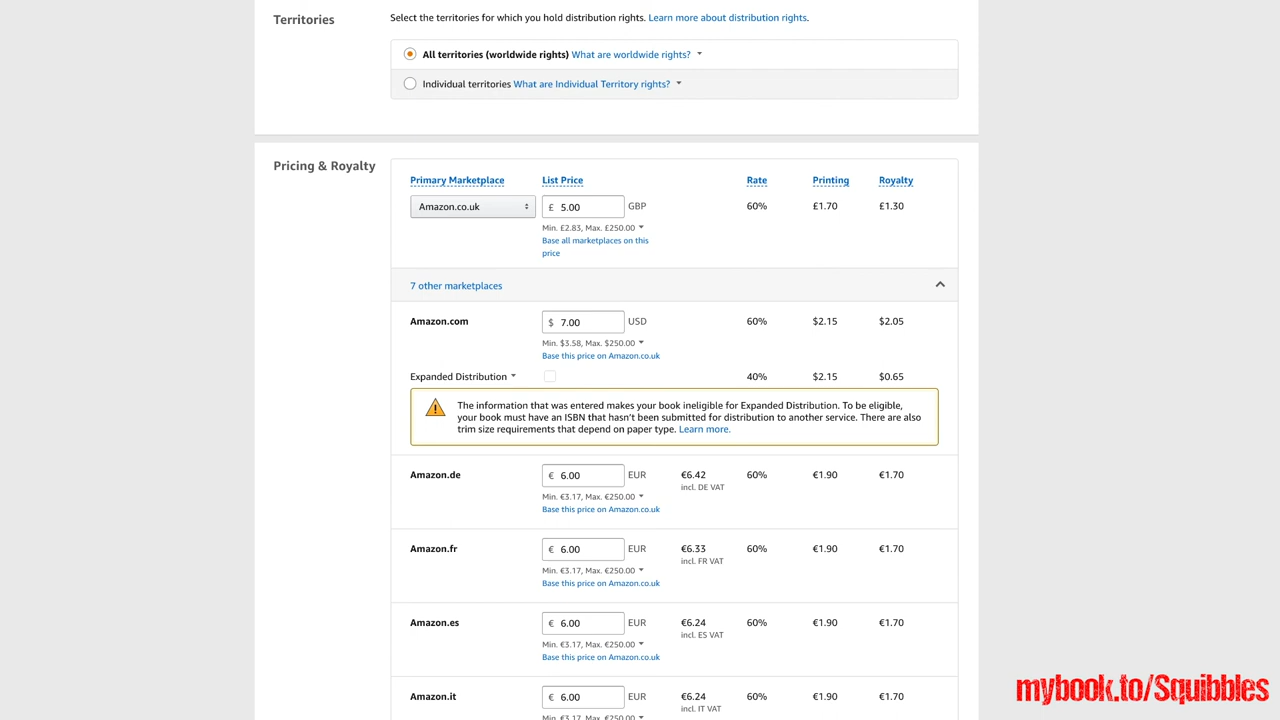 Territories
Select the territories for which you hold distribution rights. Learn more about distribution rights.
All territories (worldwide rights) What are worldwide rights?
Individual territories What are Individual Territory rights?
Pricing & Royalty
Primary Marketplace List Price Rate Printing Royalty
Amazon.co.uk £ 5.00 GBP 60% £1.70 £1.30
Min. £2.83, Max. £250.00
Base all marketplaces on this
price
7 other marketplaces
Amazon.com $ 7.00 USD 60% $2.15 $2.05
Min. $3.58, Max. $250.00
Base this price on Amazon.co.uk
Expanded Distribution 40% $2.15 $0.65
The information that was entered makes your book ineligible for Expanded Distribution. To be eligible,
your book must have an ISBN that hasn't been submitted for distribution to another service. There are also
trim size requirements that depend on paper type. Learn more.
Amazon.de € 6.00 EUR €6.42 60% €1.90 €1.70
incl. DE VAT
Min. €3.17, Max. €250.00
Base this price on Amazon.co.uk
Amazon.fr € 6.00 EUR €6.33 60% €1.90 €1.70
incl. FR VAT
Min. €3.17, Max. €250.00
Base this price on Amazon.co.uk
Amazon.es € 6.00 EUR €6.24 60% €1.90 €1.70
incl. ES VAT
Min. €3.17, Max. €250.00
Base this price on Amazon.co.uk
Amazon.it € 6.00 EUR €6.24 60% €1.90 €1.70
incl. IT VAT
Min. €3.17, Max. €250.00
mybook.to/Squibbles